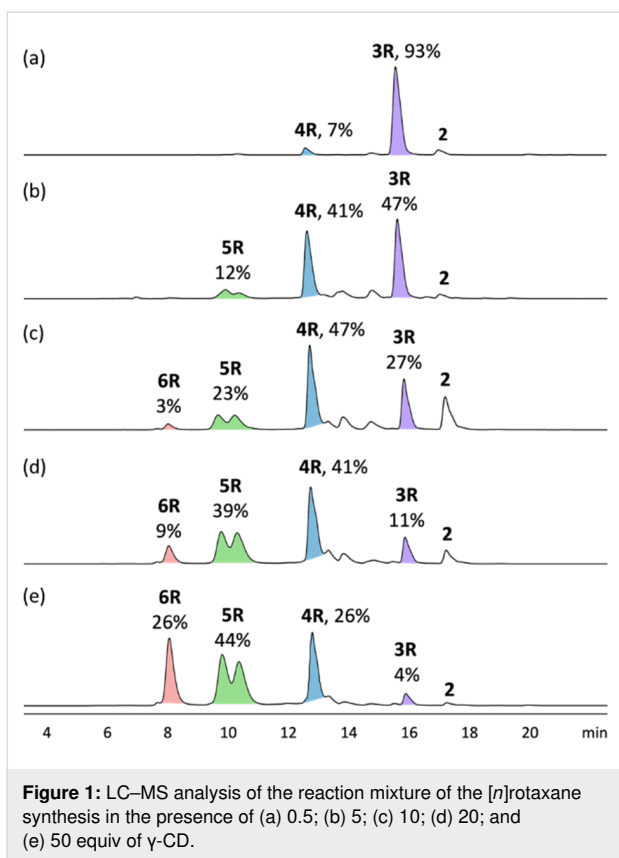 (a)
3R, 93%
4R, 7%
2
(b)
3R
4R, 41%
47%
5R
12%
2
(c)
4R, 47%
3R
5R
27%
2
6R
23%
3%
(d)
4R, 41%
5R
3R
6R
39%
11%
2
9%
(e)
6R
5R
4R, 26%
26%
44%
3R
4%
2
4 6 8 10 12 14 16 18 20 min
Figure 1: LC–MS analysis of the reaction mixture of the [n]rotaxane
synthesis in the presence of (a) 0.5; (b) 5; (c) 10; (d) 20; and
(e) 50 equiv of γ-CD.